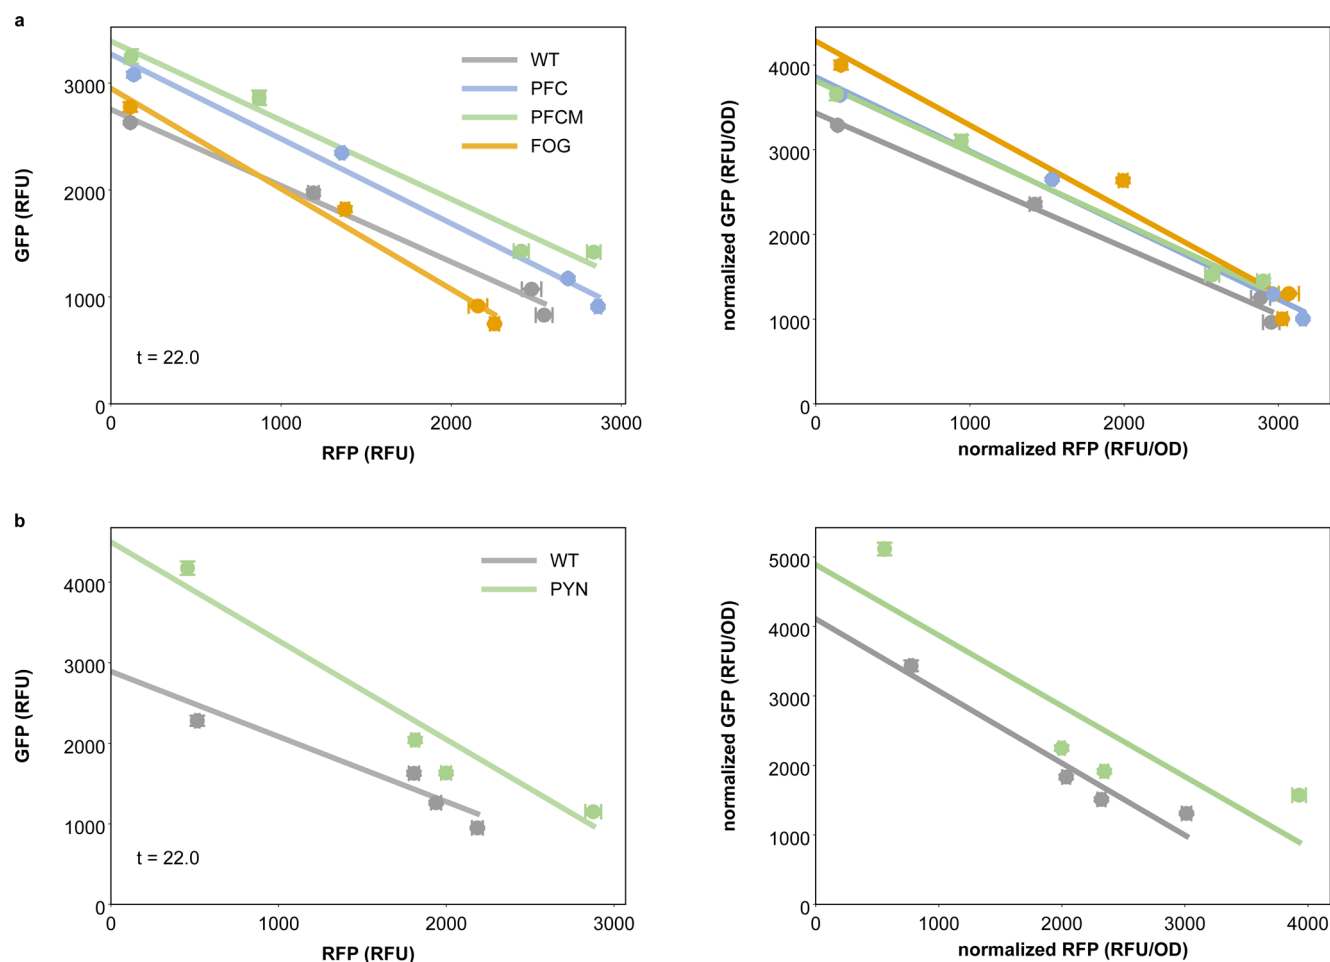 a
GFP (RFU)
3000
2000
1000
0
0 1000 2000 3000
RFP (RFU)
WT
PFC
PFCM
FOG
t = 22.0
normalized GFP (RFU/OD)
4000
3000
2000
1000
0
0 1000 2000 3000
normalized RFP (RFU/OD)
b
GFP (RFU)
4000
3000
2000
1000
0
0 1000 2000 3000
RFP (RFU)
WT
PYN
t = 22.0
normalized GFP (RFU/OD)
5000
4000
3000
2000
1000
0
0 1000 2000 3000 4000
normalized RFP (RFU/OD)